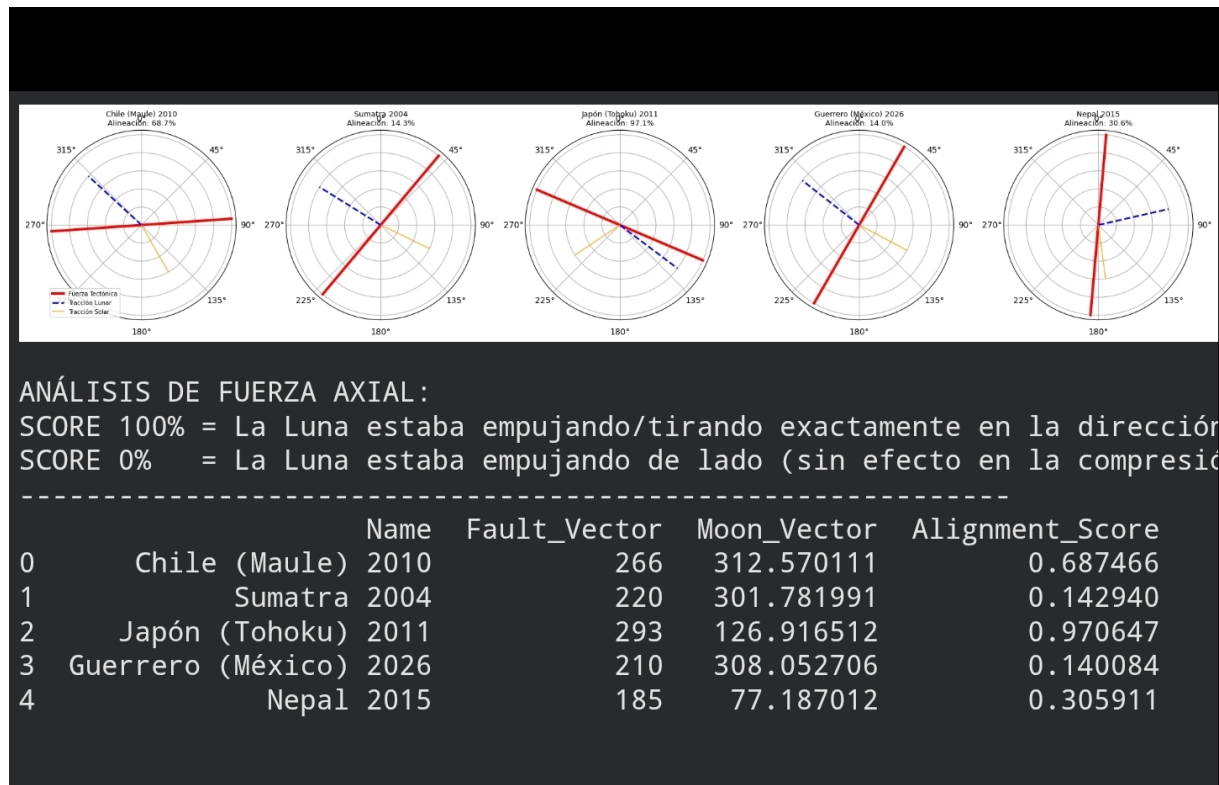 Chile (Maule) 2010
Alineación: 68.7%
Sumatra 2004
Alineación: 14.3%
Japón (Tohoku) 2011
Alineación: 97.1%
Guerrero (México) 2026
Alineación: 14.0%
Nepal 2015
Alineación: 30.6%
315° 45° 315° 45° 315° 45° 315° 45° 315° 45°
270° 90° 270° 90° 270° 90° 270° 90° 270° 90°
Fuerza Tectónica
Tracción Lunar
Tracción Solar
135° 225° 135° 225° 135° 225° 135° 225° 135°
180° 180° 180° 180° 180°
ANÁLISIS DE FUERZA AXIAL:
SCORE 100% = La Luna estaba empujando/tirando exactamente en la dirección
SCORE 0% = La Luna estaba empujando de lado (sin efecto en la compresió
-------------------------------------------------------------
Name Fault_Vector Moon_Vector Alignment_Score
0 Chile (Maule) 2010 266 312.570111 0.687466
1 Sumatra 2004 220 301.781991 0.142940
2 Japón (Tohoku) 2011 293 126.916512 0.970647
3 Guerrero (México) 2026 210 308.052706 0.140084
4 Nepal 2015 185 77.187012 0.305911